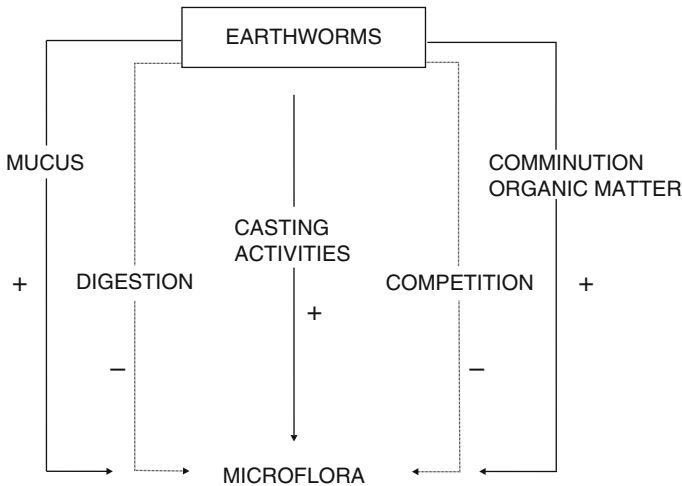 EARTHWORMS
MUCUS
COMMINUTION
ORGANIC MATTER
CASTING
ACTIVITIES
+
DIGESTION
COMPETITION
+
+
−
−
MICROFLORA